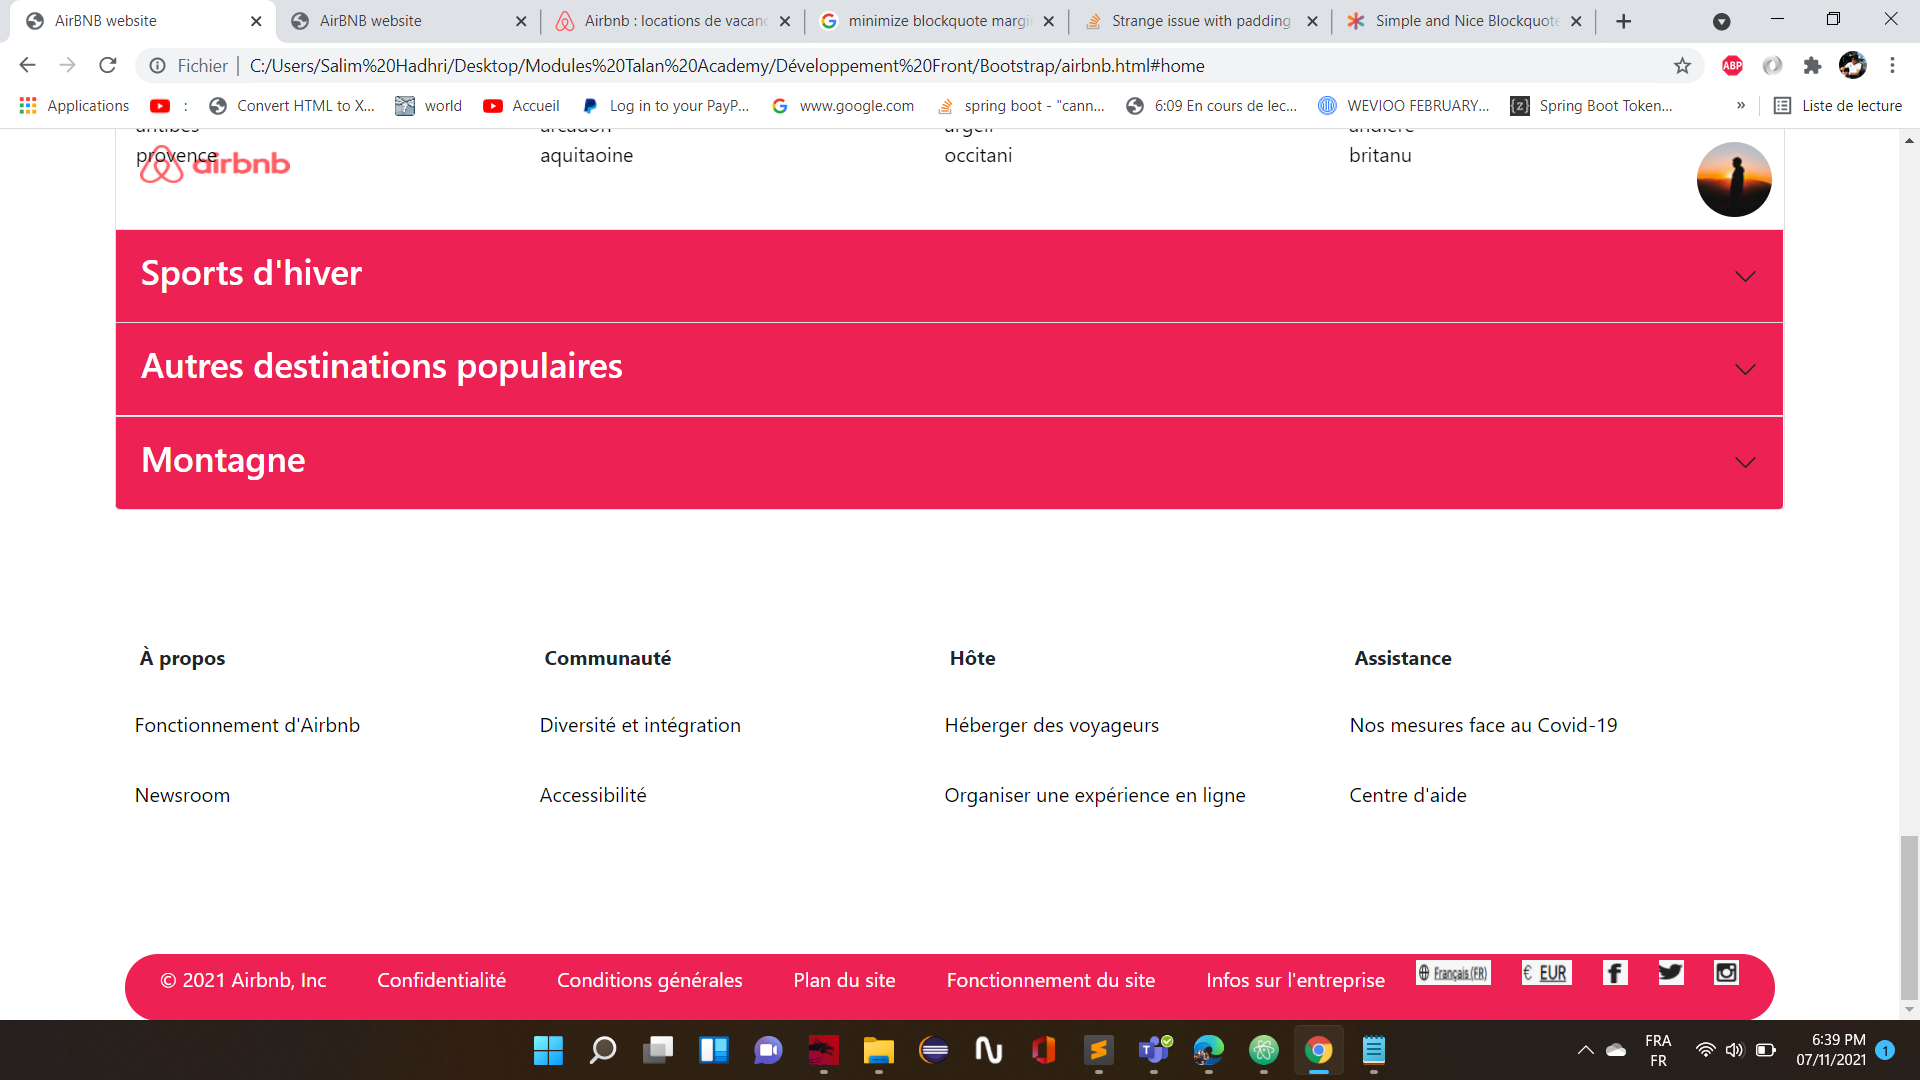 AirBNB website
AirBNB website
Airbnb : locations de vacanc
minimize blockquote margi
Strange issue with padding
Simple and Nice Blockquote
Fichier | C:/Users/Salim%20Hadhri/Desktop/Modules%20Talan%20Academy/Développement%20Front/Bootstrap/airbnb.html#home
ABP
Applications
:
Convert HTML to X...
world
Accueil
Log in to your PayP...
www.google.com
spring boot - "cann...
6:09 En cours de lec...
WEVIOO FEBRUARY...
Spring Boot Token...
»
Liste de lecture
antibes arcadon argell
provence aquitaoine occitani britanu
airbnb
Sports d'hiver
Autres destinations populaires
Montagne
À propos Communauté Hôte Assistance
Fonctionnement d'Airbnb Diversité et intégration Héberger des voyageurs Nos mesures face au Covid-19
Newsroom Accessibilité Organiser une expérience en ligne Centre d'aide
© 2021 Airbnb, Inc Confidentialité Conditions générales Plan du site Fonctionnement du site Infos sur l'entreprise Français (FR) € EUR
FRA
FR
6:39 PM
07/11/2021
1